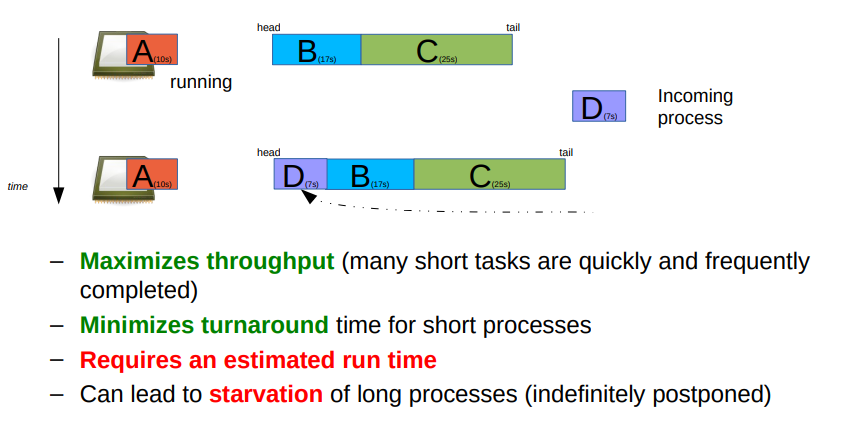 head
tail
A(10s)
B(17s)
C(25s)
running
D(7s)
Incoming
process
head
tail
A(10s)
D(7s)
B(17s)
C(25s)
time
– Maximizes throughput (many short tasks are quickly and frequently
completed)
– Minimizes turnaround time for short processes
– Requires an estimated run time
– Can lead to starvation of long processes (indefinitely postponed)